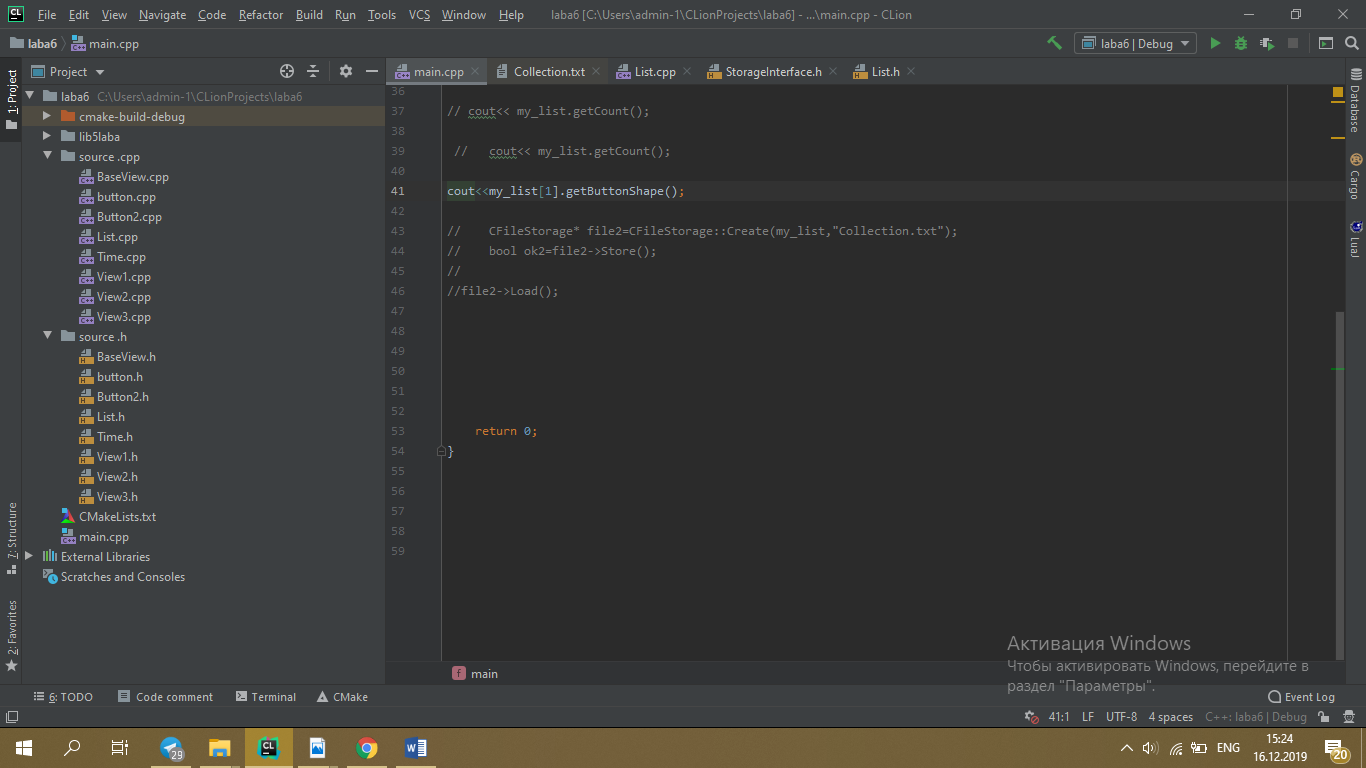 CL File Edit View Navigate Code Refactor Build Run Tools VCS Window Help laba6 [C:\Users\admin-1\CLionProjects\laba6] - ...\main.cpp - CLion
laba6 main.cpp laba6 | Debug
1: Project
Project
laba6 C:\Users\admin-1\CLionProjects\laba6
cmake-build-debug
lib5laba
source .cpp
BaseView.cpp
button.cpp
Button2.cpp
List.cpp
Time.cpp
View1.cpp
View2.cpp
View3.cpp
source .h
BaseView.h
button.h
Button2.h
List.h
Time.h
View1.h
View2.h
View3.h
CMakeLists.txt
main.cpp
External Libraries
Scratches and Consoles
7: Structure
2: Favorites
main.cpp Collection.txt List.cpp StorageInterface.h List.h
36
37 // cout<< my_list.getCount();
38
39 // cout<< my_list.getCount();
40
41 cout<<my_list[1].getButtonShape();
42
43 // CFileStorage* file2=CFileStorage::Create(my_list,"Collection.txt");
44 // bool ok2=file2->Store();
45 //
46 //file2->Load();
47
48
49
50
51
52
53 return 0;
54 }
55
56
57
58
59
f main
Database
Cargo
LuaJ
Активация Windows
Чтобы активировать Windows, перейдите в
раздел "Параметры".
6: TODO Code comment Terminal CMake Event Log
41:1 LF UTF-8 4 spaces C++: laba6 | Debug
29 CL W ENG 15:24
16.12.2019 20